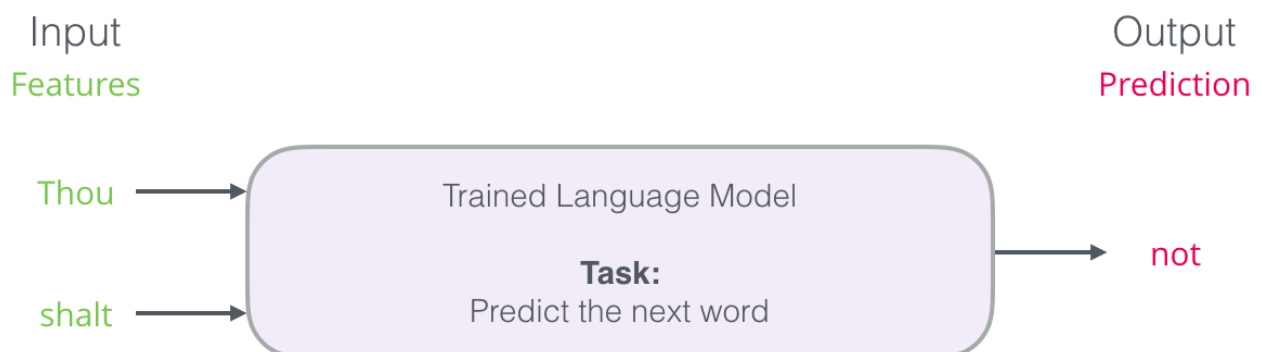 Input
Output
Features
Prediction
Thou
Trained Language Model
not
Task:
shalt
Predict the next word